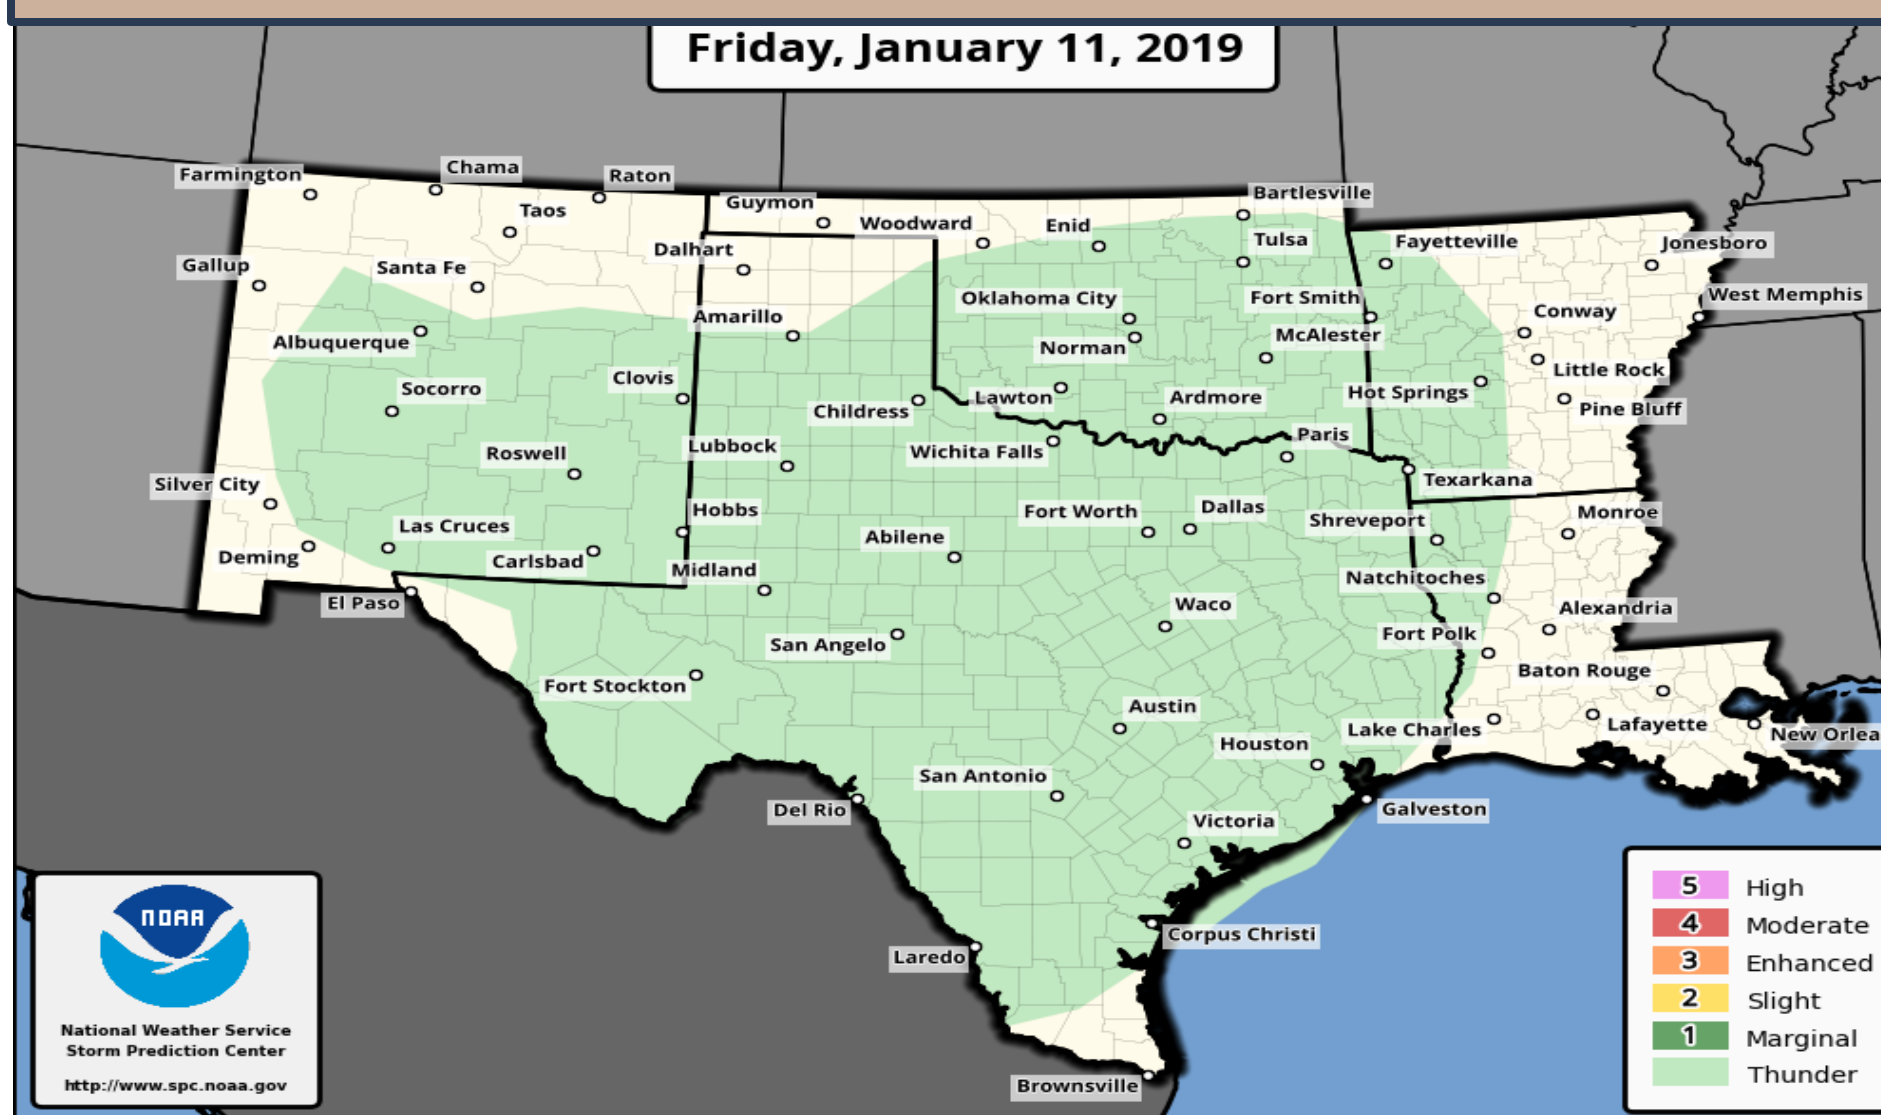 Friday, January 11, 2019
Farmington
Chama
Raton
Bartlesville
Guymon
Taos
Woodward
Enid
Tulsa
Fayetteville
Jonesboro
Dalhart
Gallup
Santa Fe
Oklahoma City
Fort Smith
West Memphis
Amarillo
Conway
Albuquerque
Norman
McAlester
Little Rock
Socorro
Clovis
Childress
Lawton
Ardmore
Hot Springs
Pine Bluff
Roswell
Lubbock
Wichita Falls
Paris
Silver City
Texarkana
Hobbs
Fort Worth
Dallas
Shreveport
Monroe
Las Cruces
Abilene
Deming
Carlsbad
Midland
Natchitoches
El Paso
Waco
Alexandria
San Angelo
Fort Polk
Fort Stockton
Baton Rouge
Austin
Lake Charles
Lafayette
Houston
New Orlea
San Antonio
Del Rio
Galveston
Victoria
Corpus Christi
Laredo
Brownsville
NOAA
National Weather Service
Storm Prediction Center
http://www.spc.noaa.gov
5 High
4 Moderate
3 Enhanced
2 Slight
1 Marginal
Thunder